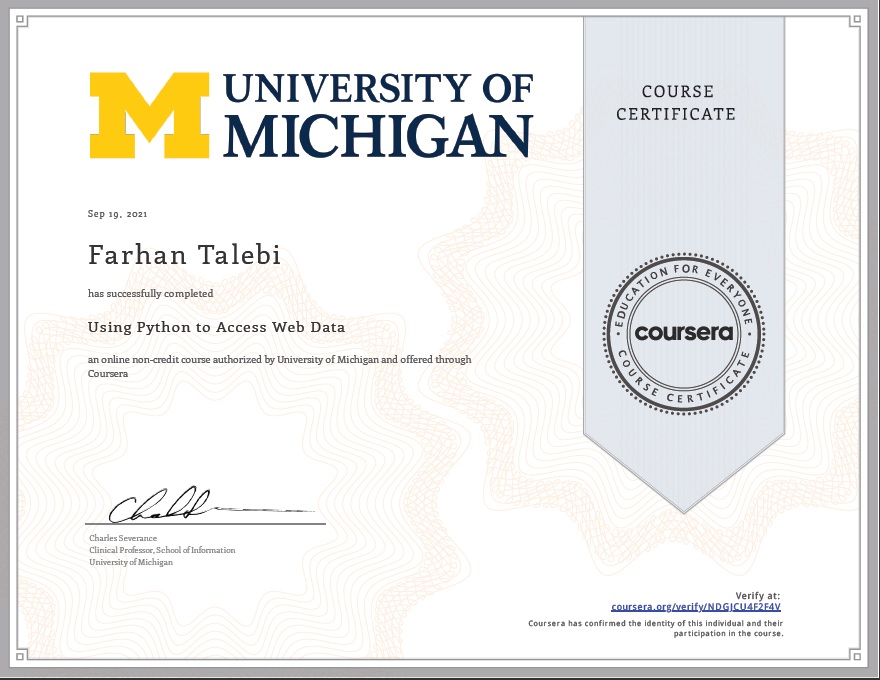 UNIVERSITY OF
MICHIGAN
COURSE
CERTIFICATE
Sep 19, 2021
Farhan Talebi
has successfully completed
Using Python to Access Web Data
an online non-credit course authorized by University of Michigan and offered through
Coursera
EDUCATION FOR EVERYONE
coursera
COURSE CERTIFICATE
Charles Severance
Clinical Professor, School of Information
University of Michigan
Verify at:
coursera.org/verify/NDGJCU4F2F4V
Coursera has confirmed the identity of this individual and their
participation in the course.